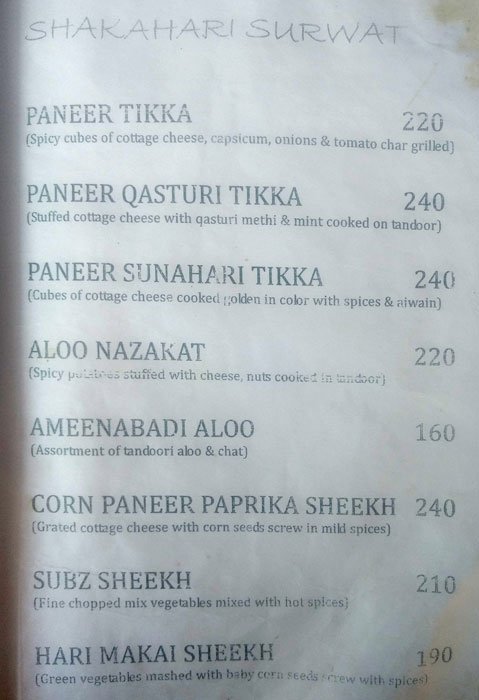 SHAKAHARI SURWAT
PANEER TIKKA 220
(Spicy cubes of cottage cheese, capsicum, onions & tomato char grilled)
PANEER QASTURI TIKKA 240
(Stuffed cottage cheese with qasturi methi & mint cooked on tandoor)
PANEER SUNAHARI TIKKA 240
(Cubes of cottage cheese cooked golden in color with spices & aiwain)
ALOO NAZAKAT 220
(Spicy potatoes stuffed with cheese, nuts cooked in tandoor)
AMEENABADI ALOO 160
(Assortment of tandoori aloo & chat)
CORN PANEER PAPRIKA SHEEKH 240
(Grated cottage cheese with corn seeds screw in mild spices)
SUBZ SHEEKH 210
(Fine chopped mix vegetables mixed with hot spices)
HARI MAKAI SHEEKH 190
(Green vegetables mashed with baby corn seeds screw with spices)